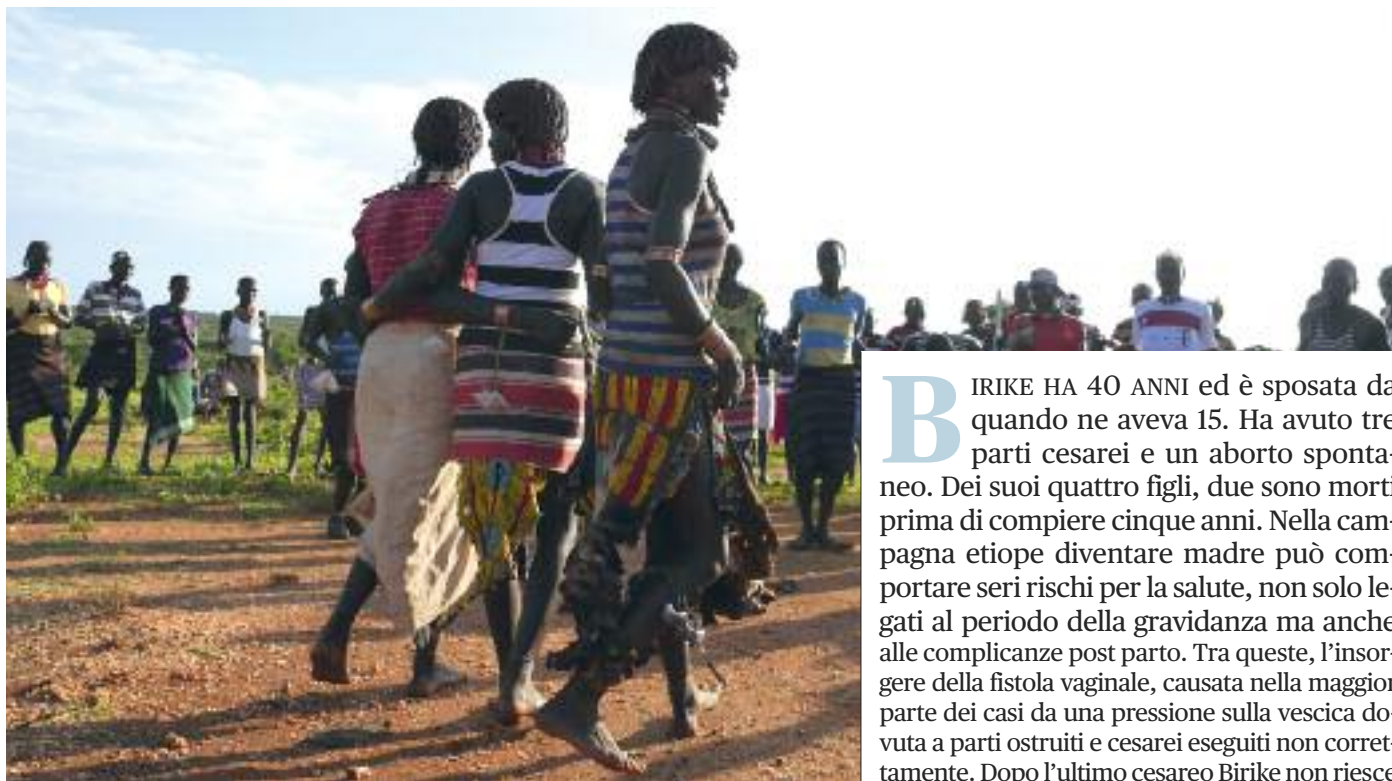 BIRIKE HA 40 ANNI ed è sposata da
quando ne aveva 15. Ha avuto tre
parti cesarei e un aborto sponta-
neo. Dei suoi quattro figli, due sono morti
prima di compiere cinque anni. Nella cam-
pagna etiope diventare madre può com-
portare seri rischi per la salute, non solo le-
gati al periodo della gravidanza ma anche
alle complicanze post parto. Tra queste, l’insor-
gere della fistola vaginale, causata nella maggior
parte dei casi da una pressione sulla vescica do-
vuta a parti ostruiti e cesarei eseguiti non corret-
tamente. Dopo l’ultimo cesareo Birike non riesce